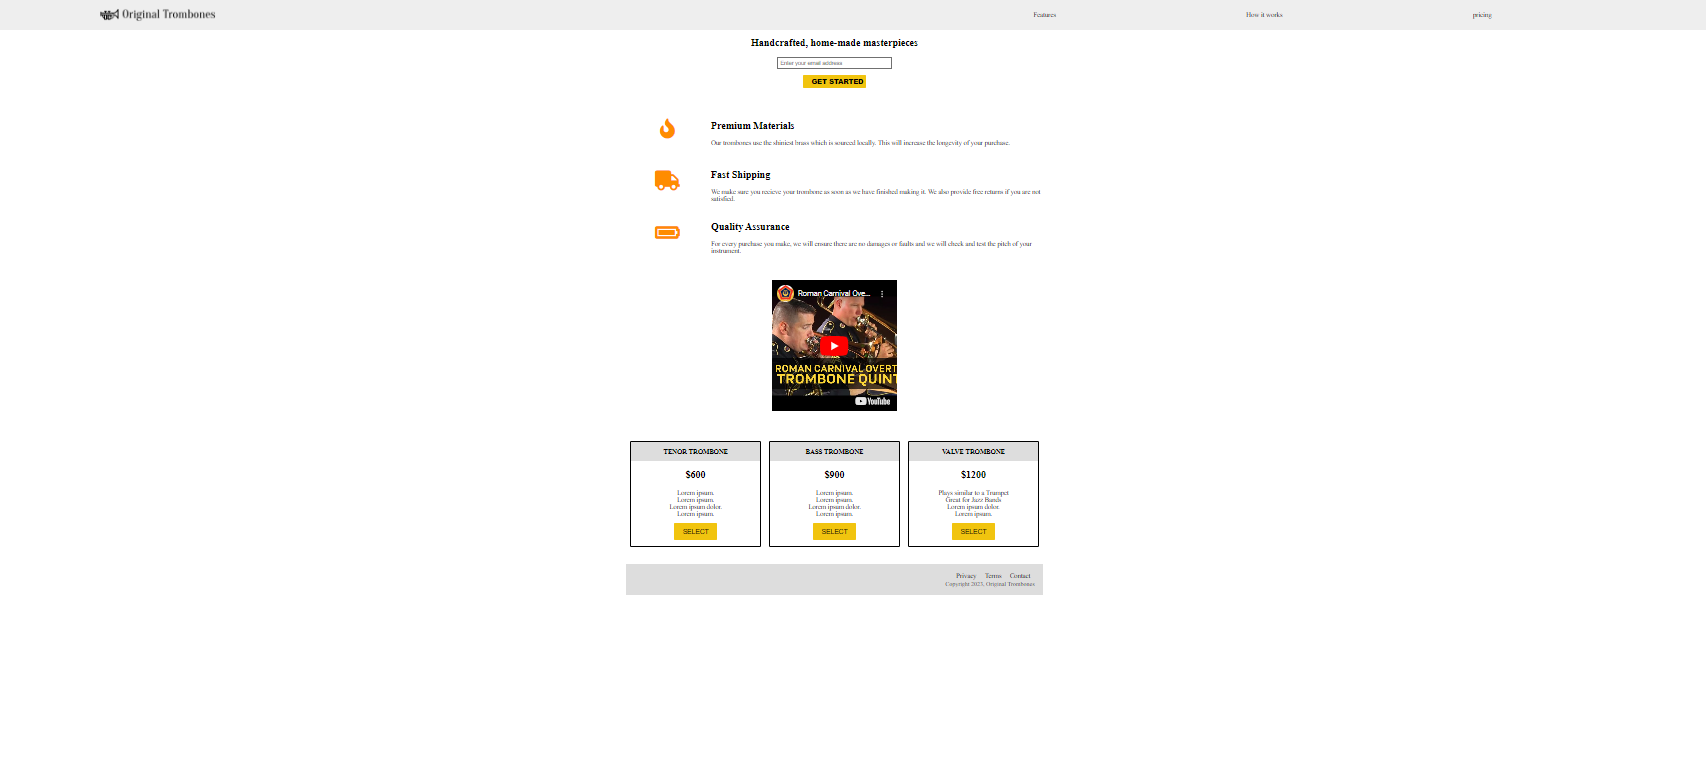 Original Trombones
Features
How it works
pricing
Handcrafted, home-made masterpieces
Enter your email address
GET STARTED
Premium Materials
Our trombones use the shiniest brass which is sourced locally. This will increase the longevity of your purchase.
Fast Shipping
We make sure you recieve your trombone as soon as we have finished making it. We also provide free returns if you are not
satisfied.
Quality Assurance
For every purchase you make, we will ensure there are no damages or faults and we will check and test the pitch of your
instrument.
Roman Carnival Ove...
ROMAN CARNIVAL OVERT
TROMBONE QUINT
YouTube
TENOR TROMBONE
$600
Lorem ipsum.
Lorem ipsum.
Lorem ipsum dolor.
Lorem ipsum.
SELECT
BASS TROMBONE
$900
Lorem ipsum.
Lorem ipsum.
Lorem ipsum dolor.
Lorem ipsum.
SELECT
VALVE TROMBONE
$1200
Plays similar to a Trumpet
Great for Jazz Bands
Lorem ipsum dolor.
Lorem ipsum.
SELECT
Privacy Terms Contact
Copyright 2023, Original Trombones